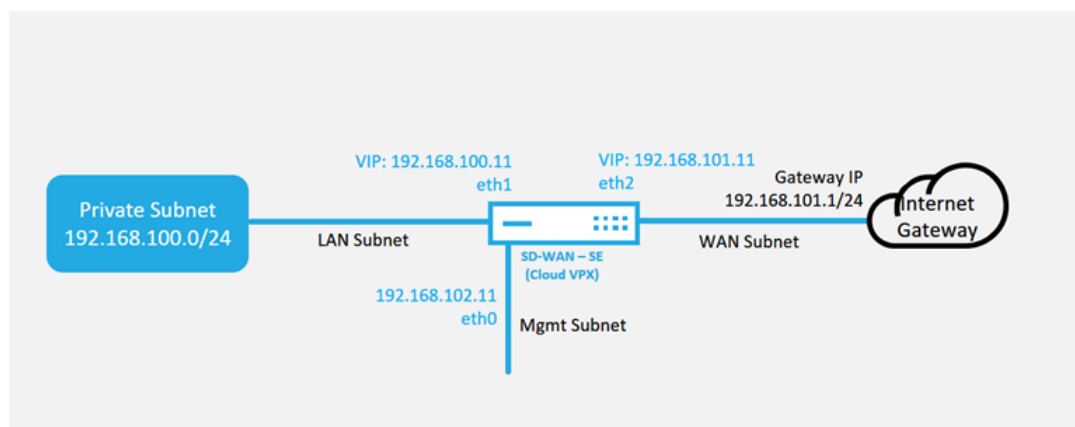 VIP: 192.168.100.11
eth1
VIP: 192.168.101.11
eth2
Gateway IP
192.168.101.1/24
Private Subnet
192.168.100.0/24
LAN Subnet
WAN Subnet
Internet
Gateway
SD-WAN – SE
(Cloud VPX)
192.168.102.11
eth0
Mgmt Subnet